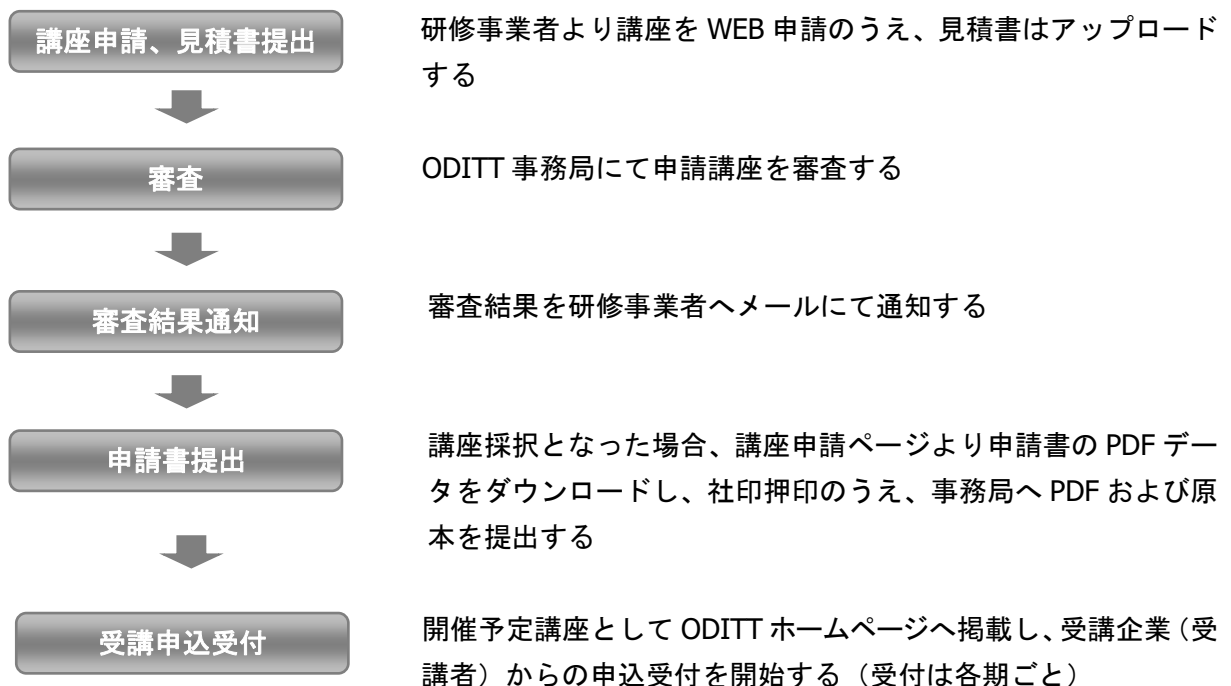 講座申請、見積書提出
研修事業者より講座を WEB 申請のうえ、見積書はアップロード
する
審査
ODITT 事務局にて申請講座を審査する
審査結果通知
審査結果を研修事業者へメールにて通知する
申請書提出
講座採択となった場合、講座申請ページより申請書の PDF デー
タをダウンロードし、社印押印のうえ、事務局へ PDF および原
本を提出する
受講申込受付
開催予定講座として ODITT ホームページへ掲載し、受講企業（受
講者）からの申込受付を開始する（受付は各期ごと）